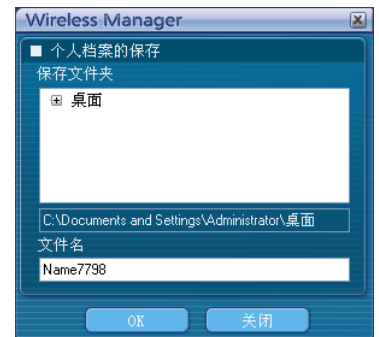 Wireless Manager
个人档案的保存
保存文件夹
桌面
C:\Documents and Settings\Administrator\桌面
文件名
Name7798
OK 关闭